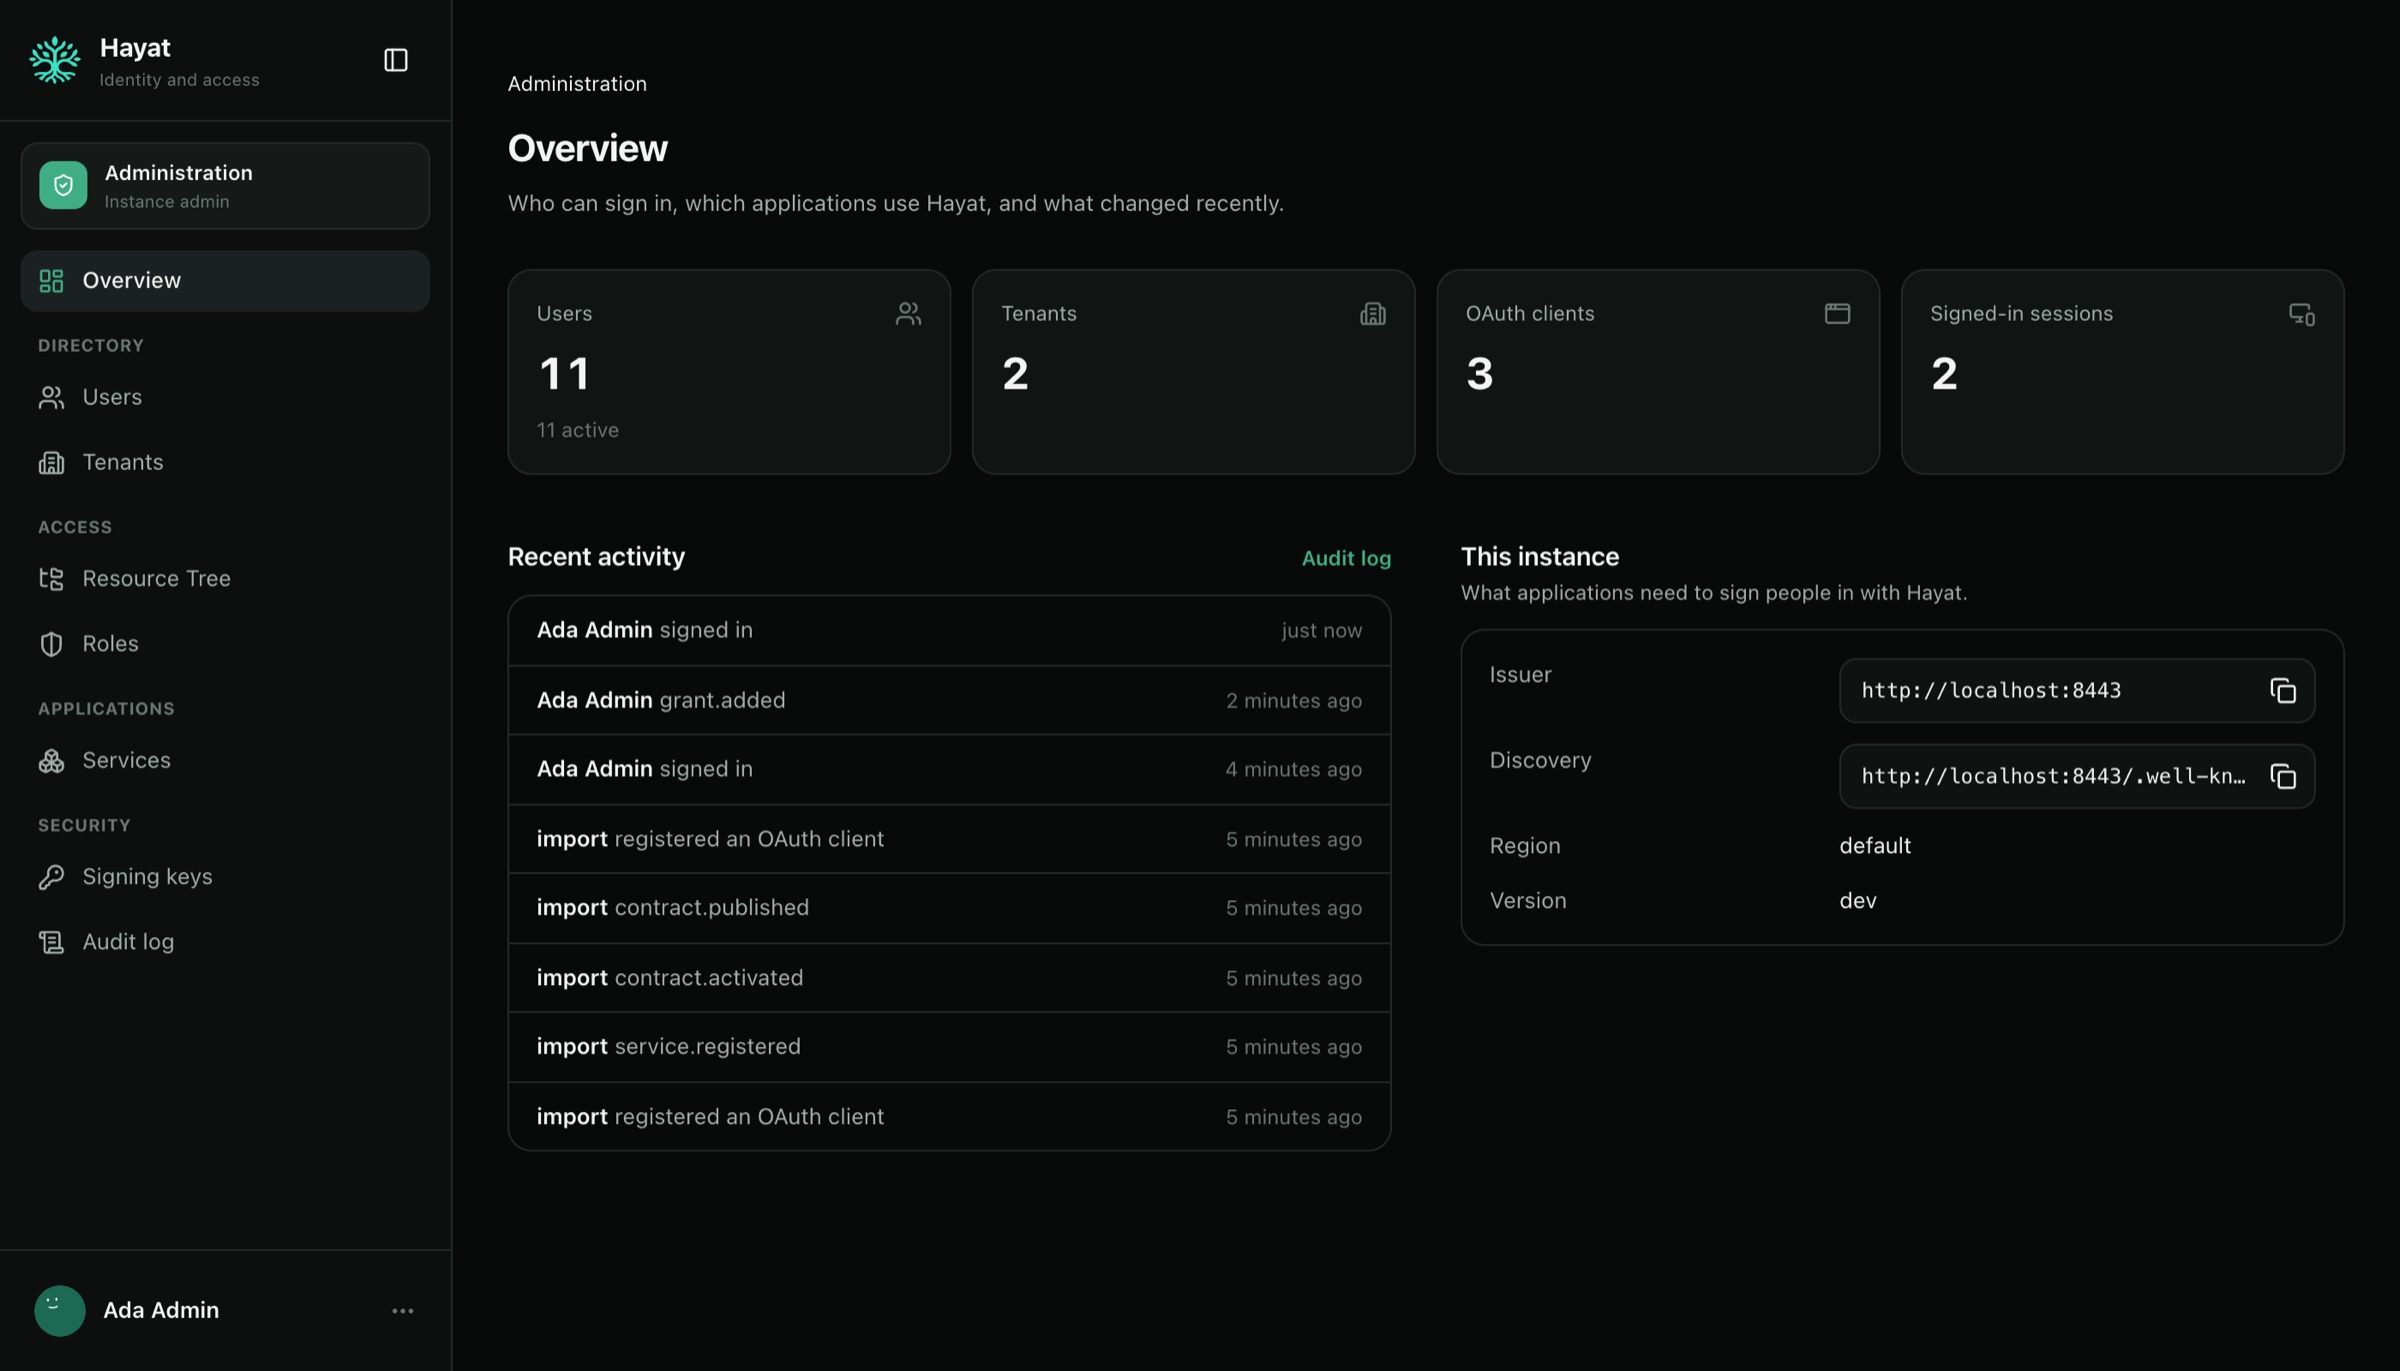 Hayat
Identity and access
Administration
Instance admin
Overview
DIRECTORY
Users
Tenants
ACCESS
Resource Tree
Roles
APPLICATIONS
Services
SECURITY
Signing keys
Audit log
Ada Admin
Administration
Overview
Who can sign in, which applications use Hayat, and what changed recently.
Users
11
11 active
Tenants
2
OAuth clients
3
Signed-in sessions
2
Recent activity
Audit log
Ada Admin signed in just now
Ada Admin grant.added 2 minutes ago
Ada Admin signed in 4 minutes ago
import registered an OAuth client 5 minutes ago
import contract.published 5 minutes ago
import contract.activated 5 minutes ago
import service.registered 5 minutes ago
import registered an OAuth client 5 minutes ago
This instance
What applications need to sign people in with Hayat.
Issuer http://localhost:8443
Discovery http://localhost:8443/.well-kn…
Region default
Version dev